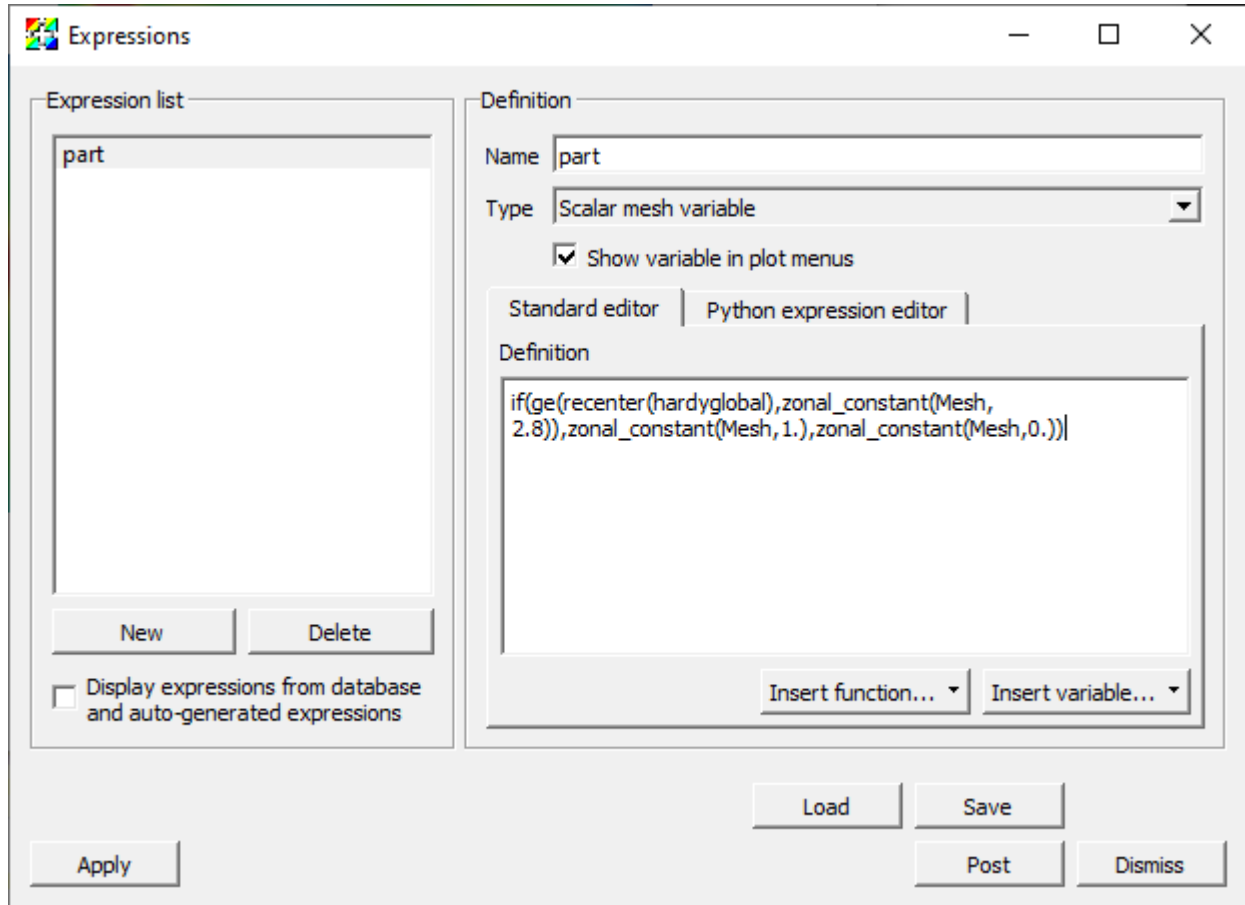 Expressions
Expression list
part
New
Delete
Display expressions from database
and auto-generated expressions
Definition
Name
part
Type
Scalar mesh variable
Show variable in plot menus
Standard editor
Python expression editor
Definition
if(ge(recenter(hardyglobal),zonal_constant(Mesh,
2.8)),zonal_constant(Mesh,1.),zonal_constant(Mesh,0.))
Insert function...
Insert variable...
Load
Save
Apply
Post
Dismiss